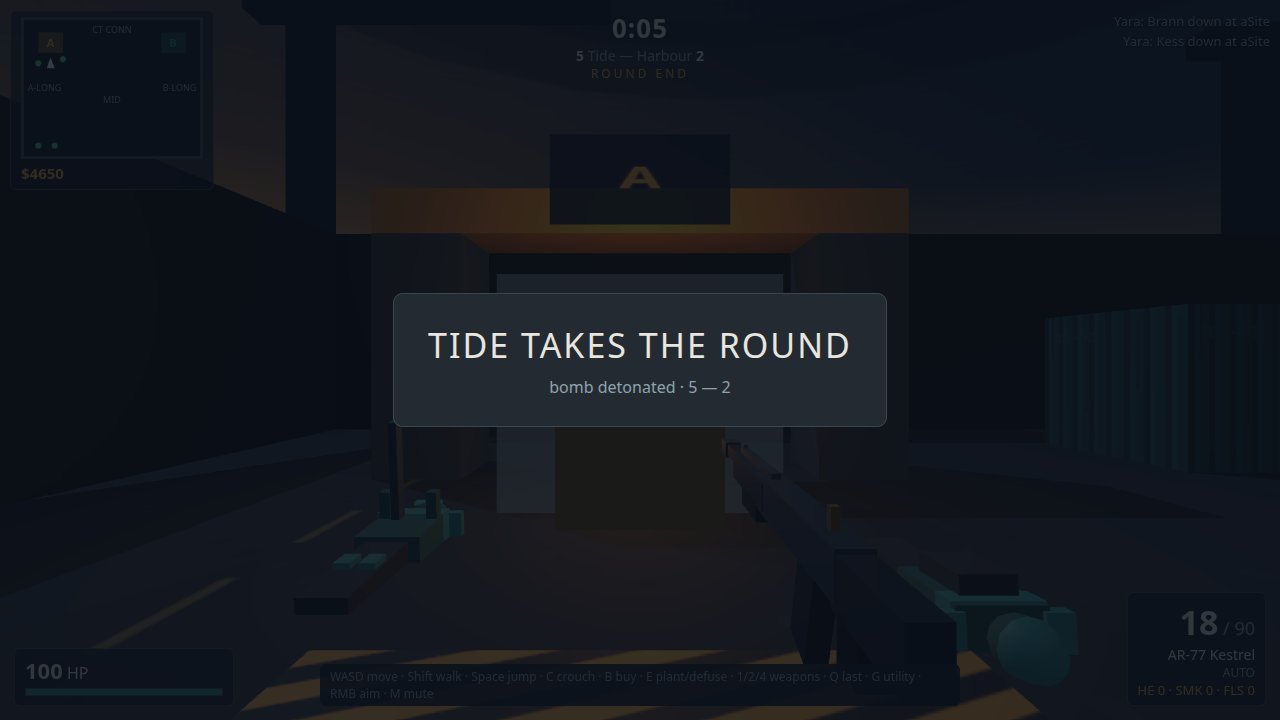 CT CONN
A
B
A-LONG
B-LONG
MID
$4650
0:05
5 Tide — Harbour 2
ROUND END
Yara: Brann down at aSite
Yara: Kess down at aSite
A
TIDE TAKES THE ROUND
bomb detonated · 5 — 2
100 HP
WASD move · Shift walk · Space jump · C crouch · B buy · E plant/defuse · 1/2/4 weapons · Q last · G utility ·
RMB aim · M mute
18 / 90
AR-77 Kestrel
AUTO
HE 0 · SMK 0 · FLS 0